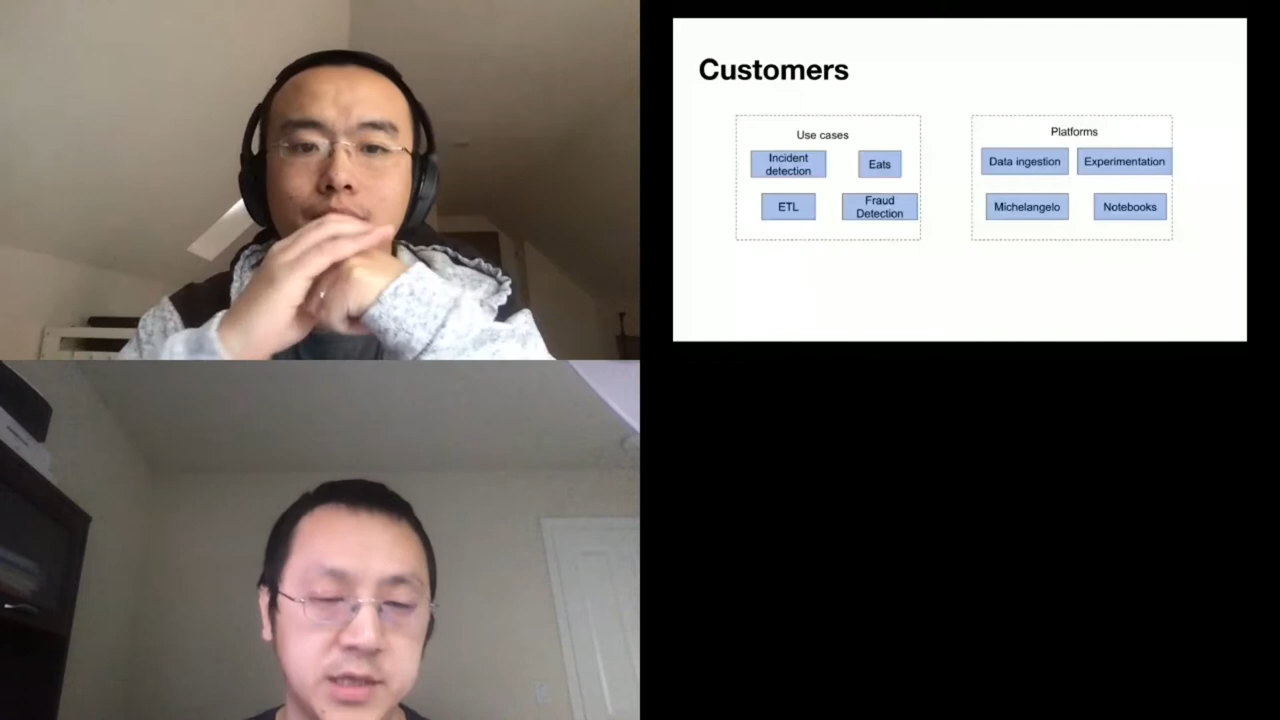 Customers
Use cases
Incident
detection
Eats
ETL
Fraud
Detection
Platforms
Data ingestion
Experimentation
Michelangelo
Notebooks